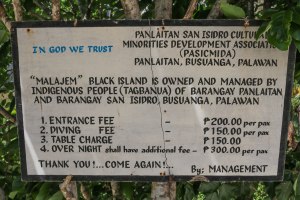 IN GOD WE TRUST
PANLAITAN SAN ISIDRO CULTURAL
MINORITIES DEVELOPMENT ASSOCIATION
(PASICMIDA)
PANLAITAN, BUSUANGA, PALAWAN
"MALAJEM" BLACK ISLAND IS OWNED AND MANAGED BY
INDIGENOUS PEOPLE (TAGBANUA) OF BARANGAY PANLAITAN
AND BARANGAY SAN ISIDRO, BUSUANGA, PALAWAN.
1. ENTRANCE FEE – ₱200.00 per pax
2. DIVING FEE – ₱150.00 per pax
3. TABLE CHARGE – ₱150.00
4. OVER NIGHT shall have additional fee – ₱300.00 per pax
THANK YOU!...COME AGAIN!...
By: MANAGEMENT